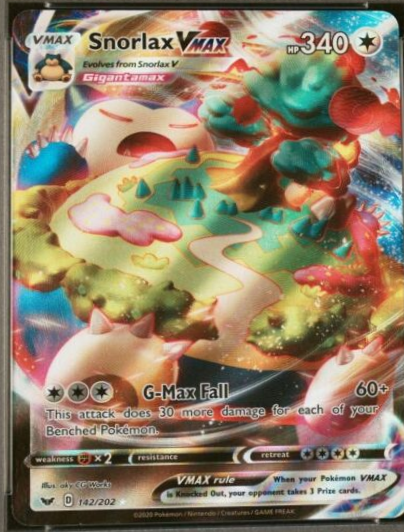 VMAX Snorlax VMAX HP 340
Evolves from Snorlax V
Gigantamax
G-Max Fall 60+
This attack does 30 more damage for each of your
Benched Pokémon.
weakness ×2 resistance retreat
Illus. aky CG Works
VMAX rule When your Pokémon VMAX
is Knocked Out, your opponent takes 3 Prize cards.
D 142/202
©2020 Pokémon / Nintendo / Creatures / GAME FREAK